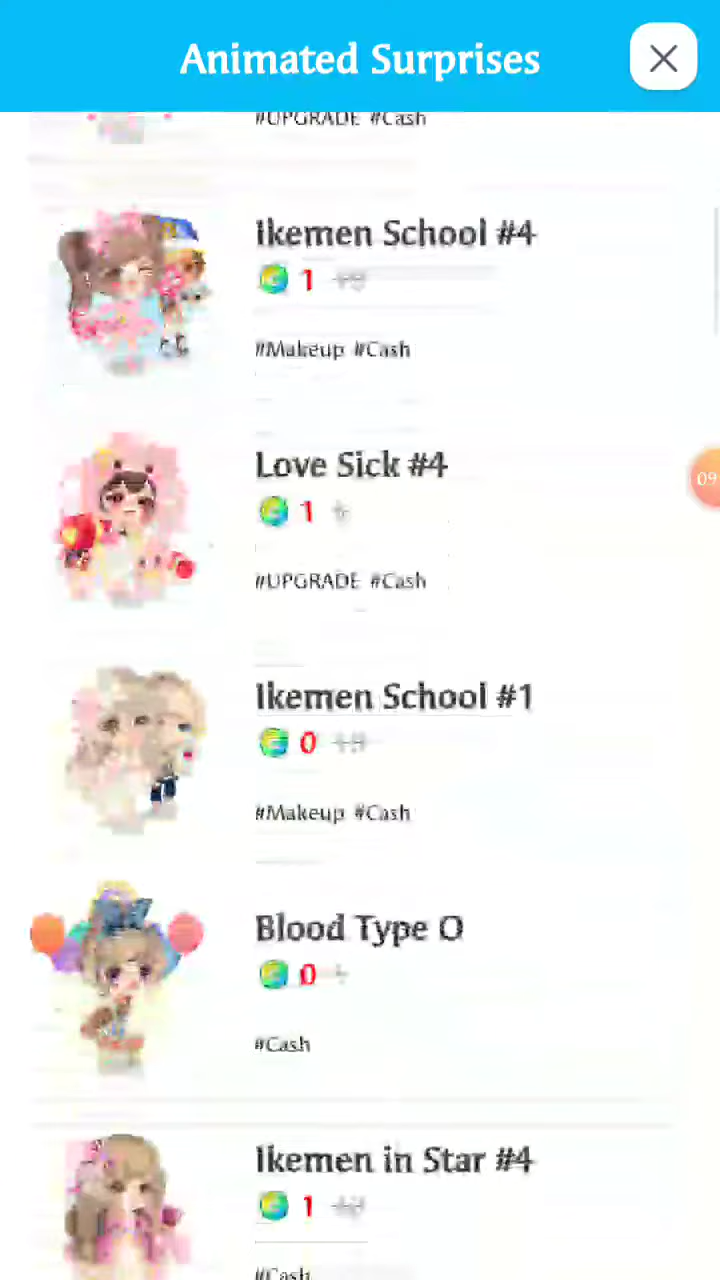 Animated Surprises
#UPGRADE #Cash
Ikemen School #4
1
#Makeup #Cash
Love Sick #4
1
#UPGRADE #Cash
09
Ikemen School #1
0
#Makeup #Cash
Blood Type O
0
#Cash
Ikemen in Star #4
1
#Cash